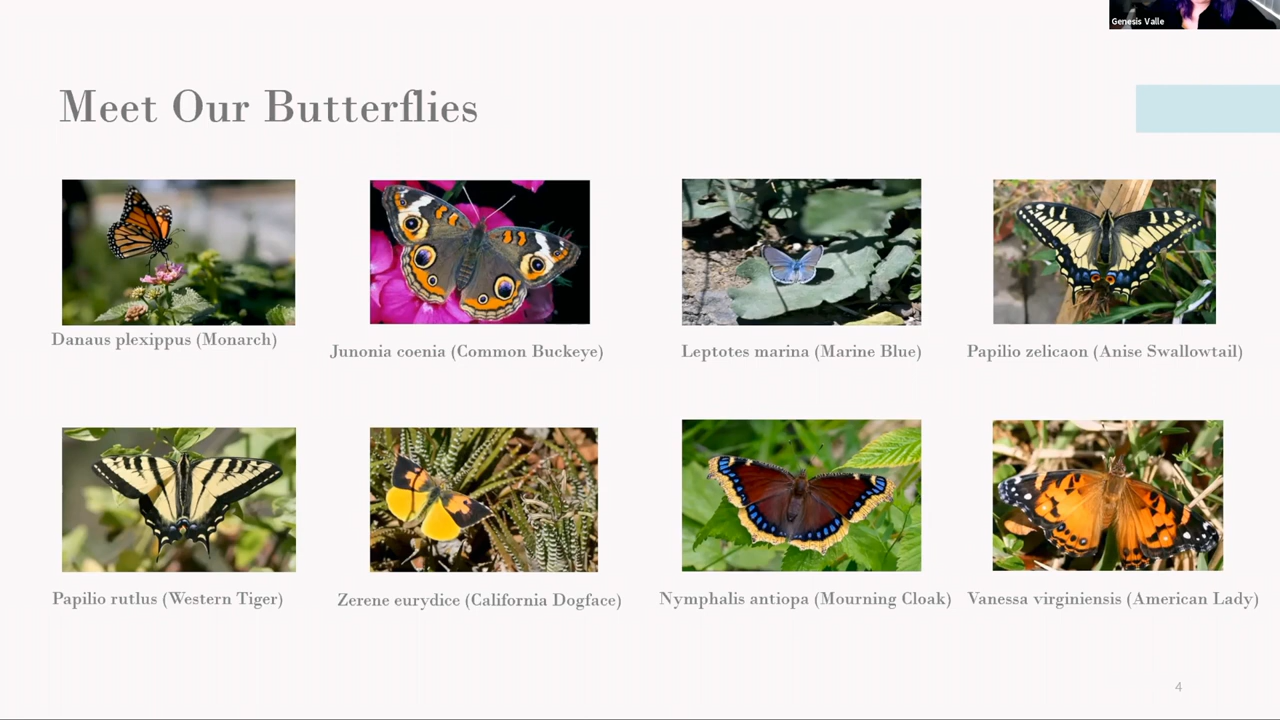 Genesis Valle
Meet Our Butterflies
Danaus plexippus (Monarch)
Junonia coenia (Common Buckeye)
Leptotes marina (Marine Blue)
Papilio zelicaon (Anise Swallowtail)
Papilio rutlus (Western Tiger)
Zerene eurydice (California Dogface)
Nymphalis antiopa (Mourning Cloak)
Vanessa virginiensis (American Lady)
4